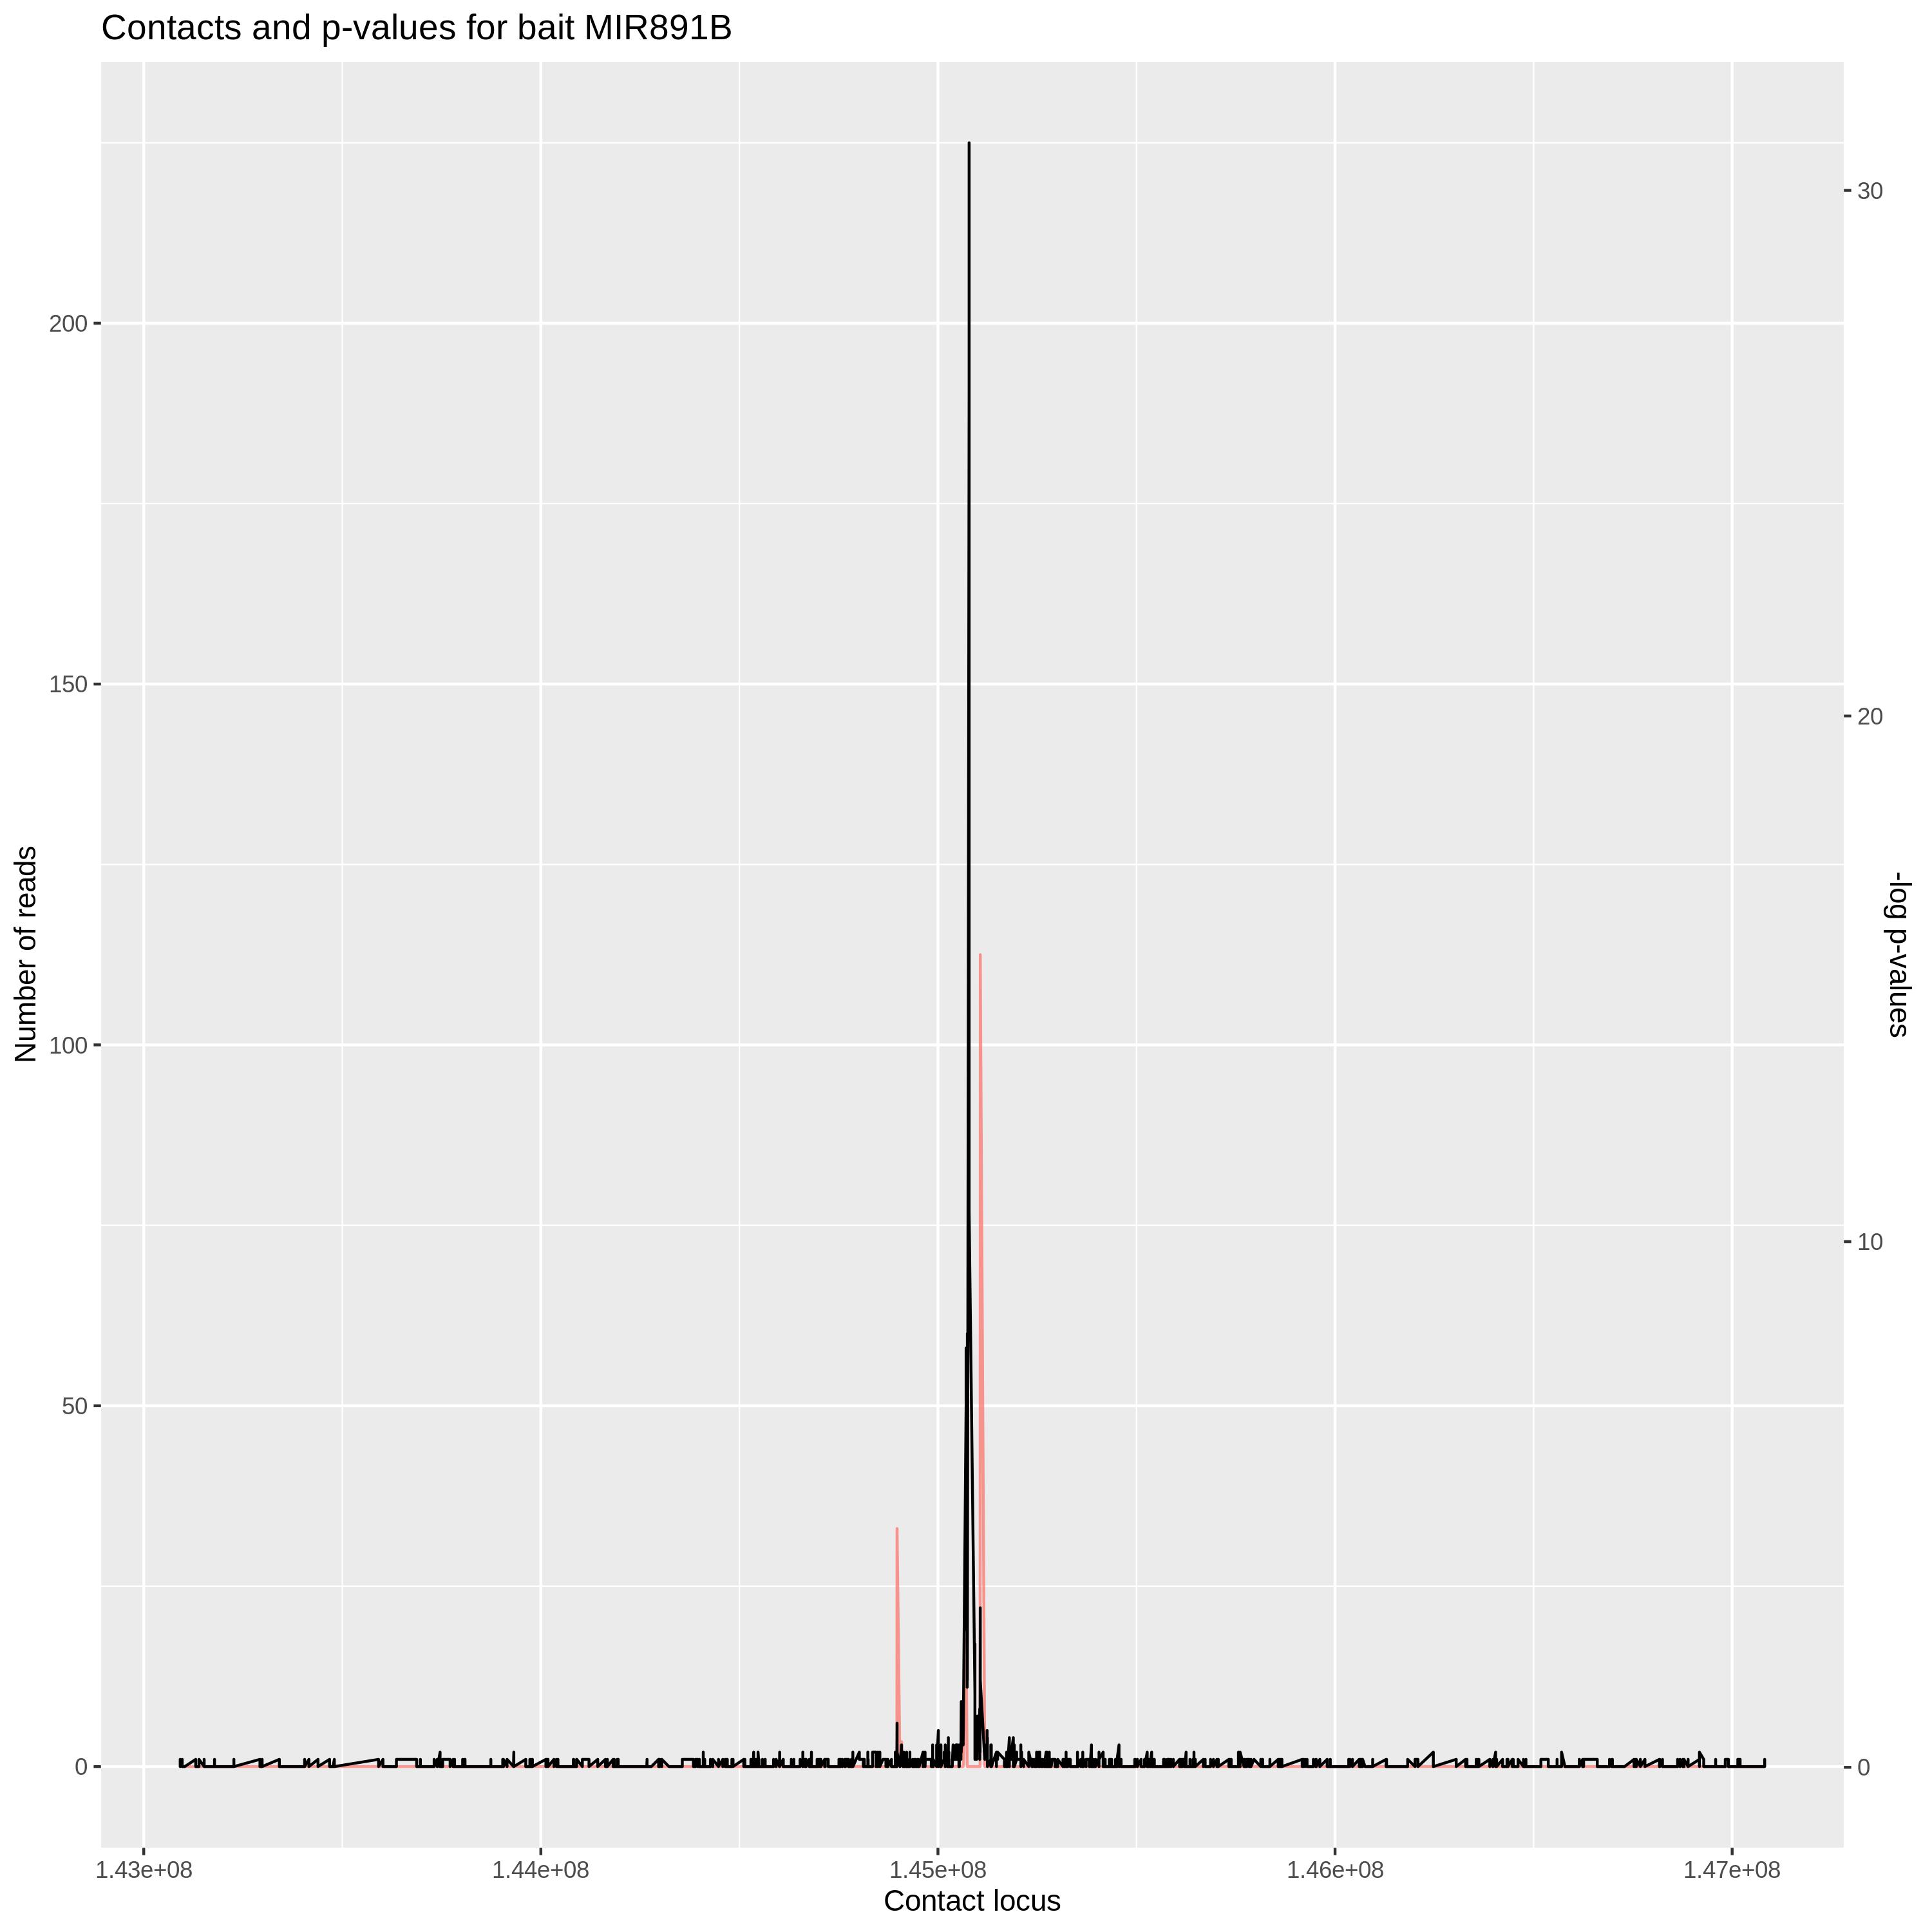 Contacts and p-values for bait MIR891B
Number of reads
200
150
100
50
0
30
20
10
0
-log p-values
1.43e+08 1.44e+08 1.45e+08 1.46e+08 1.47e+08
Contact locus